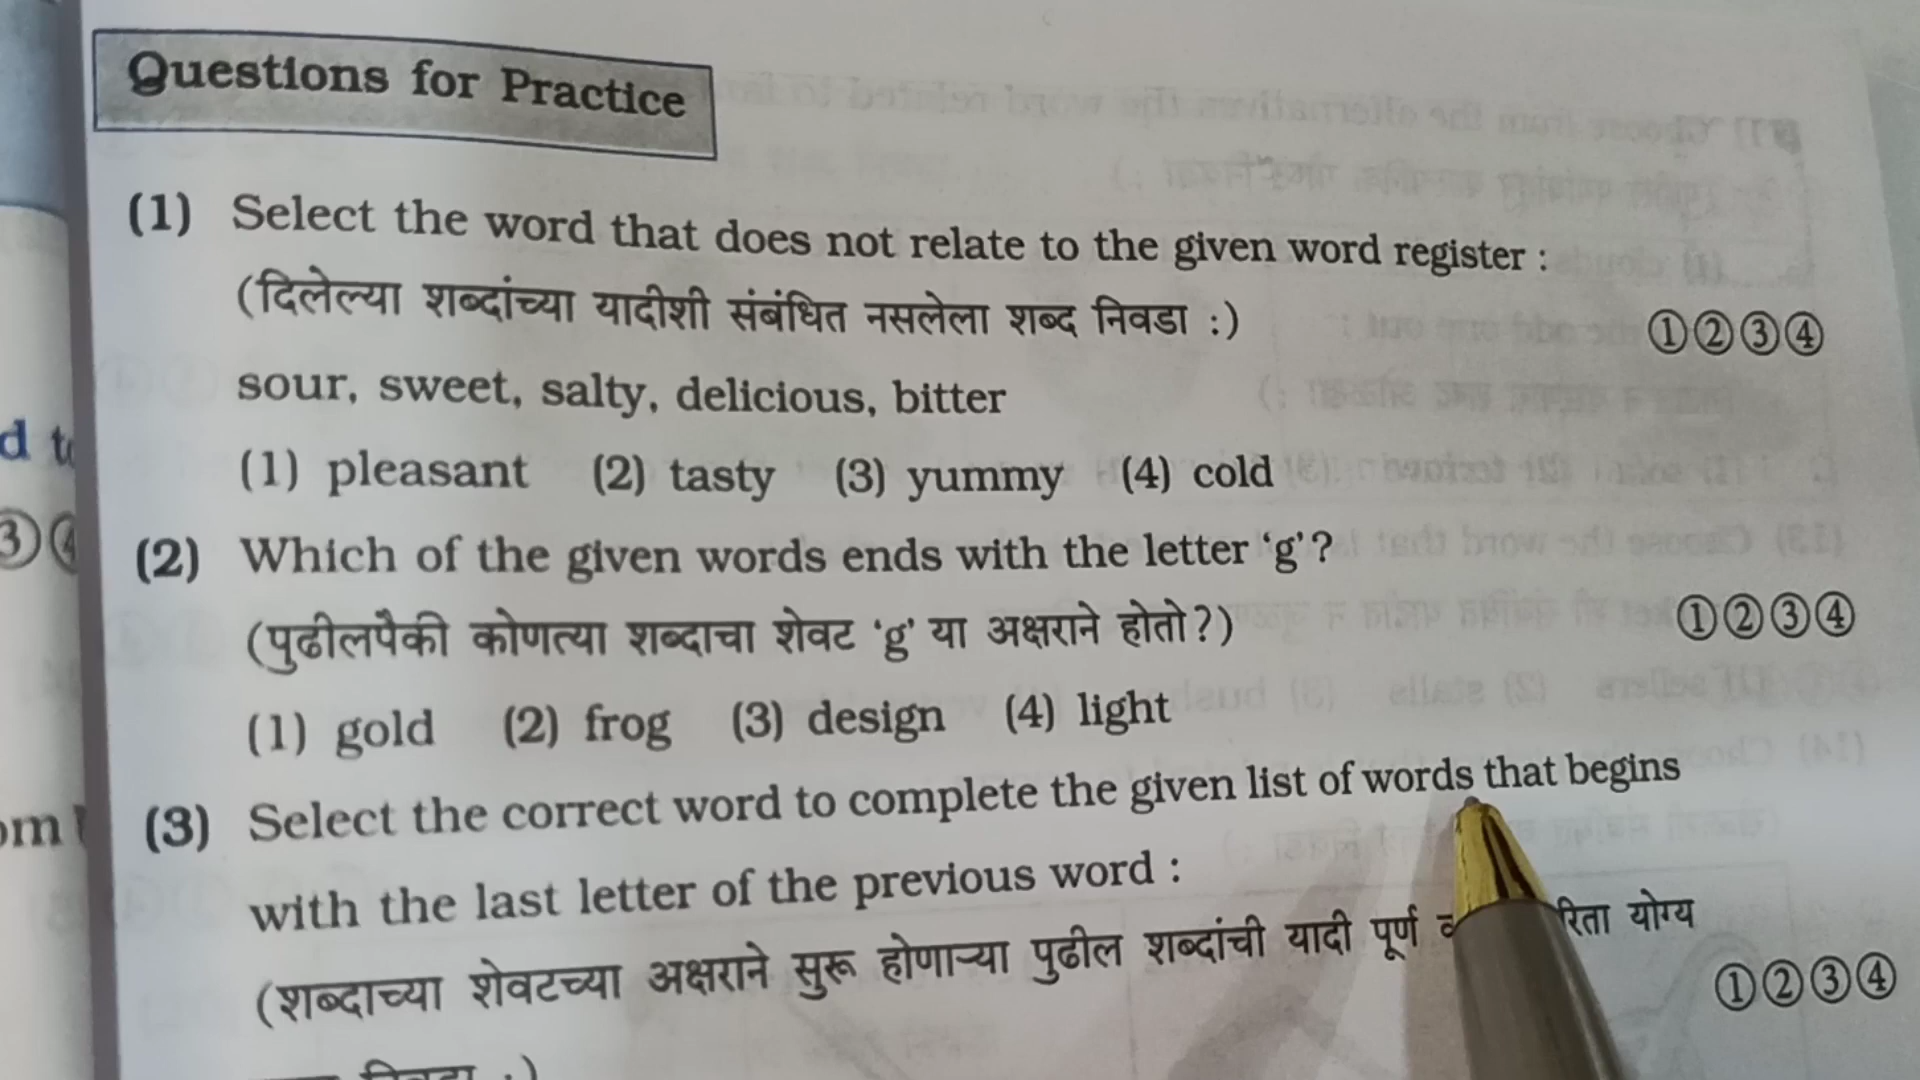 Questions for Practice
(1) Select the word that does not relate to the given word register :
(दिलेल्या शब्दांच्या यादीशी संबंधित नसलेला शब्द निवडा :)
①②③④
sour, sweet, salty, delicious, bitter
(1) pleasant (2) tasty (3) yummy (4) cold
(2) Which of the given words ends with the letter ‘g’?
(पुढीलपैकी कोणत्या शब्दाचा शेवट ‘g’ या अक्षराने होतो?)
①②③④
(1) gold (2) frog (3) design (4) light
(3) Select the correct word to complete the given list of words that begins
with the last letter of the previous word :
(शब्दाच्या शेवटच्या अक्षराने सुरू होणाऱ्या पुढील शब्दांची यादी पूर्ण योग्य
①②③④